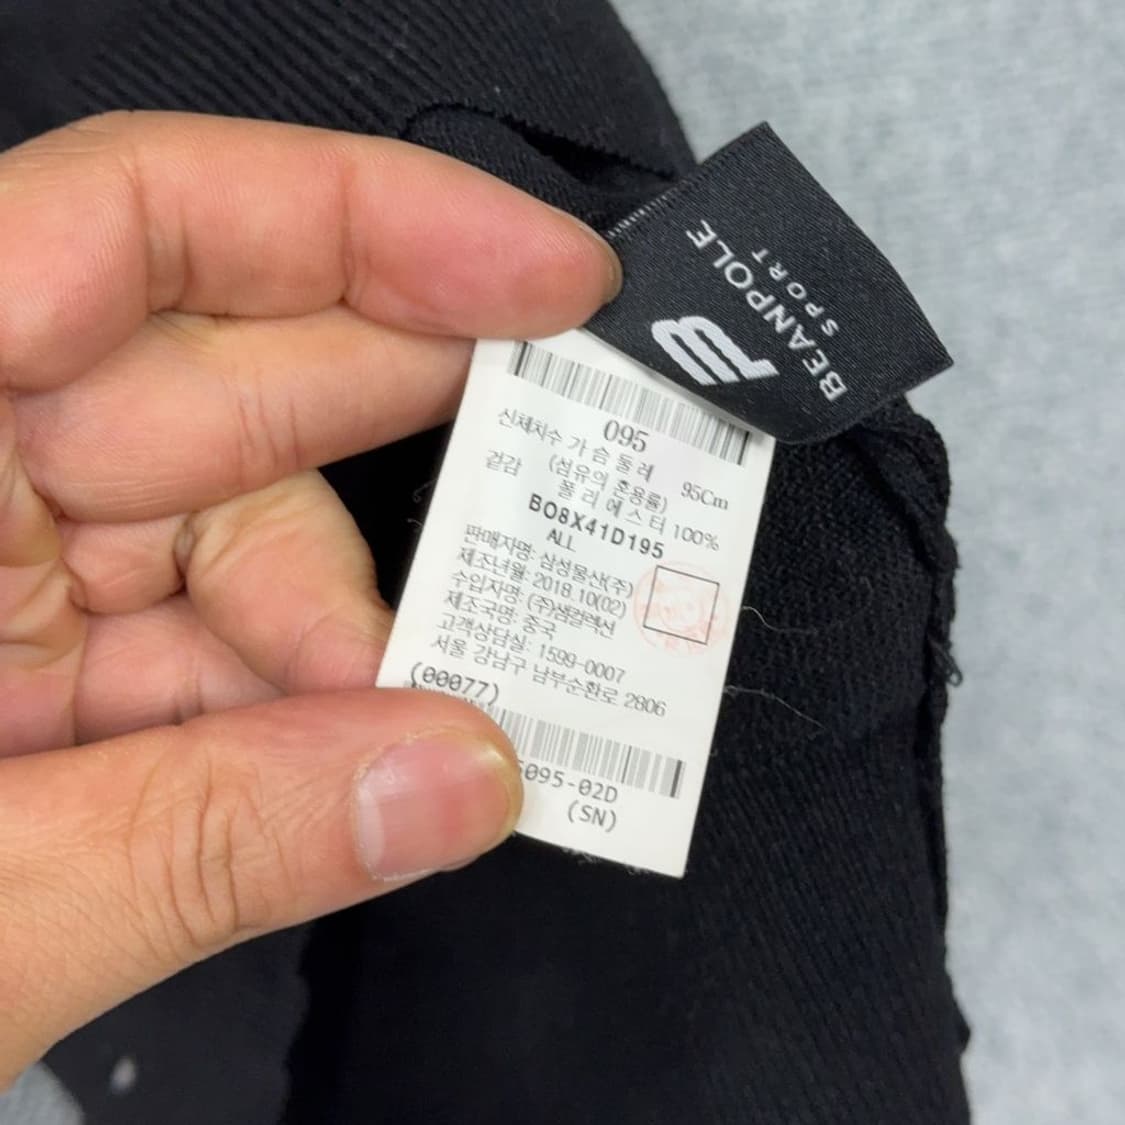 BEANPOLE
SPORT
095
신체치수 가슴둘레 95Cm
겉감 (섬유의 혼용률)
폴리에스터 100%
BO8X41D195
ALL
판매자명: 삼성물산(주)
제조년월: 2018.10(02)
수입자명: (주)샘컬렉션
제조국명: 중국
고객상담실: 1599-0007
서울 강남구 남부순환로 2806
(00077)
095-02D
(SN)